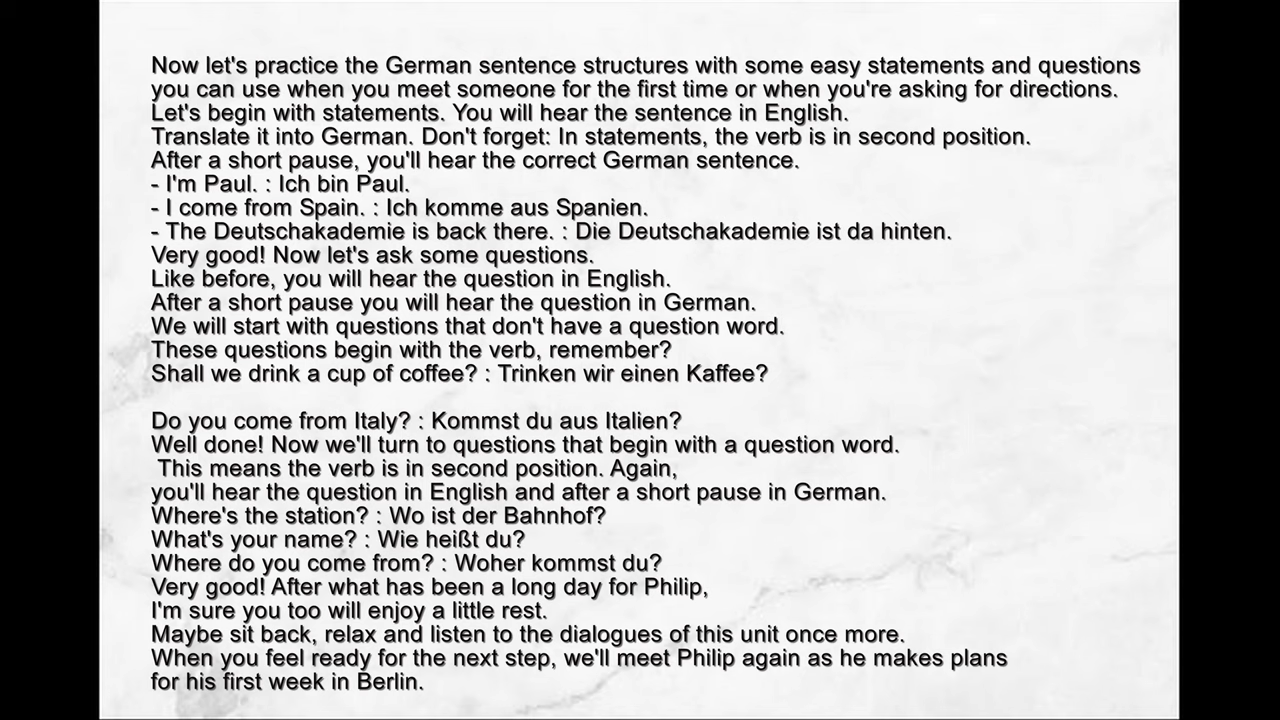 Now let's practice the German sentence structures with some easy statements and questions
you can use when you meet someone for the first time or when you're asking for directions.
Let's begin with statements. You will hear the sentence in English.
Translate it into German. Don't forget: In statements, the verb is in second position.
After a short pause, you'll hear the correct German sentence.
- I'm Paul. : Ich bin Paul.
- I come from Spain. : Ich komme aus Spanien.
- The Deutschakademie is back there. : Die Deutschakademie ist da hinten.
Very good! Now let's ask some questions.
Like before, you will hear the question in English.
After a short pause you will hear the question in German.
We will start with questions that don't have a question word.
These questions begin with the verb, remember?
Shall we drink a cup of coffee? : Trinken wir einen Kaffee?
Do you come from Italy? : Kommst du aus Italien?
Well done! Now we'll turn to questions that begin with a question word.
This means the verb is in second position. Again,
you'll hear the question in English and after a short pause in German.
Where's the station? : Wo ist der Bahnhof?
What's your name? : Wie heißt du?
Where do you come from? : Woher kommst du?
Very good! After what has been a long day for Philip,
I'm sure you too will enjoy a little rest.
Maybe sit back, relax and listen to the dialogues of this unit once more.
When you feel ready for the next step, we'll meet Philip again as he makes plans
for his first week in Berlin.